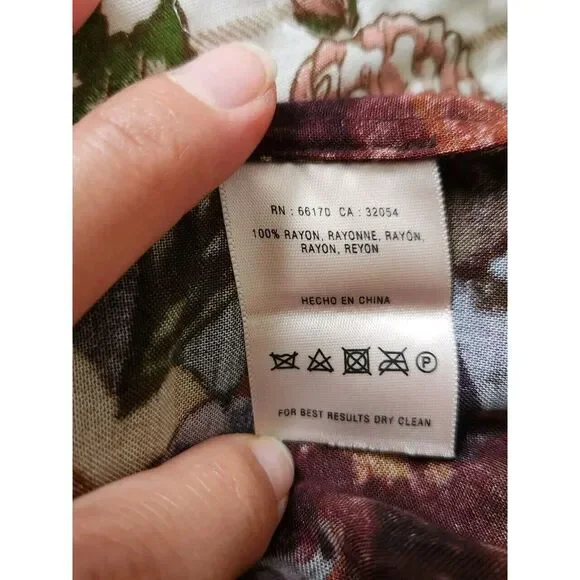 RN : 66170 CA : 32054
100% RAYON, RAYONNE, RAYÓN,
RAYON, REYON
HECHO EN CHINA
P
FOR BEST RESULTS DRY CLEAN